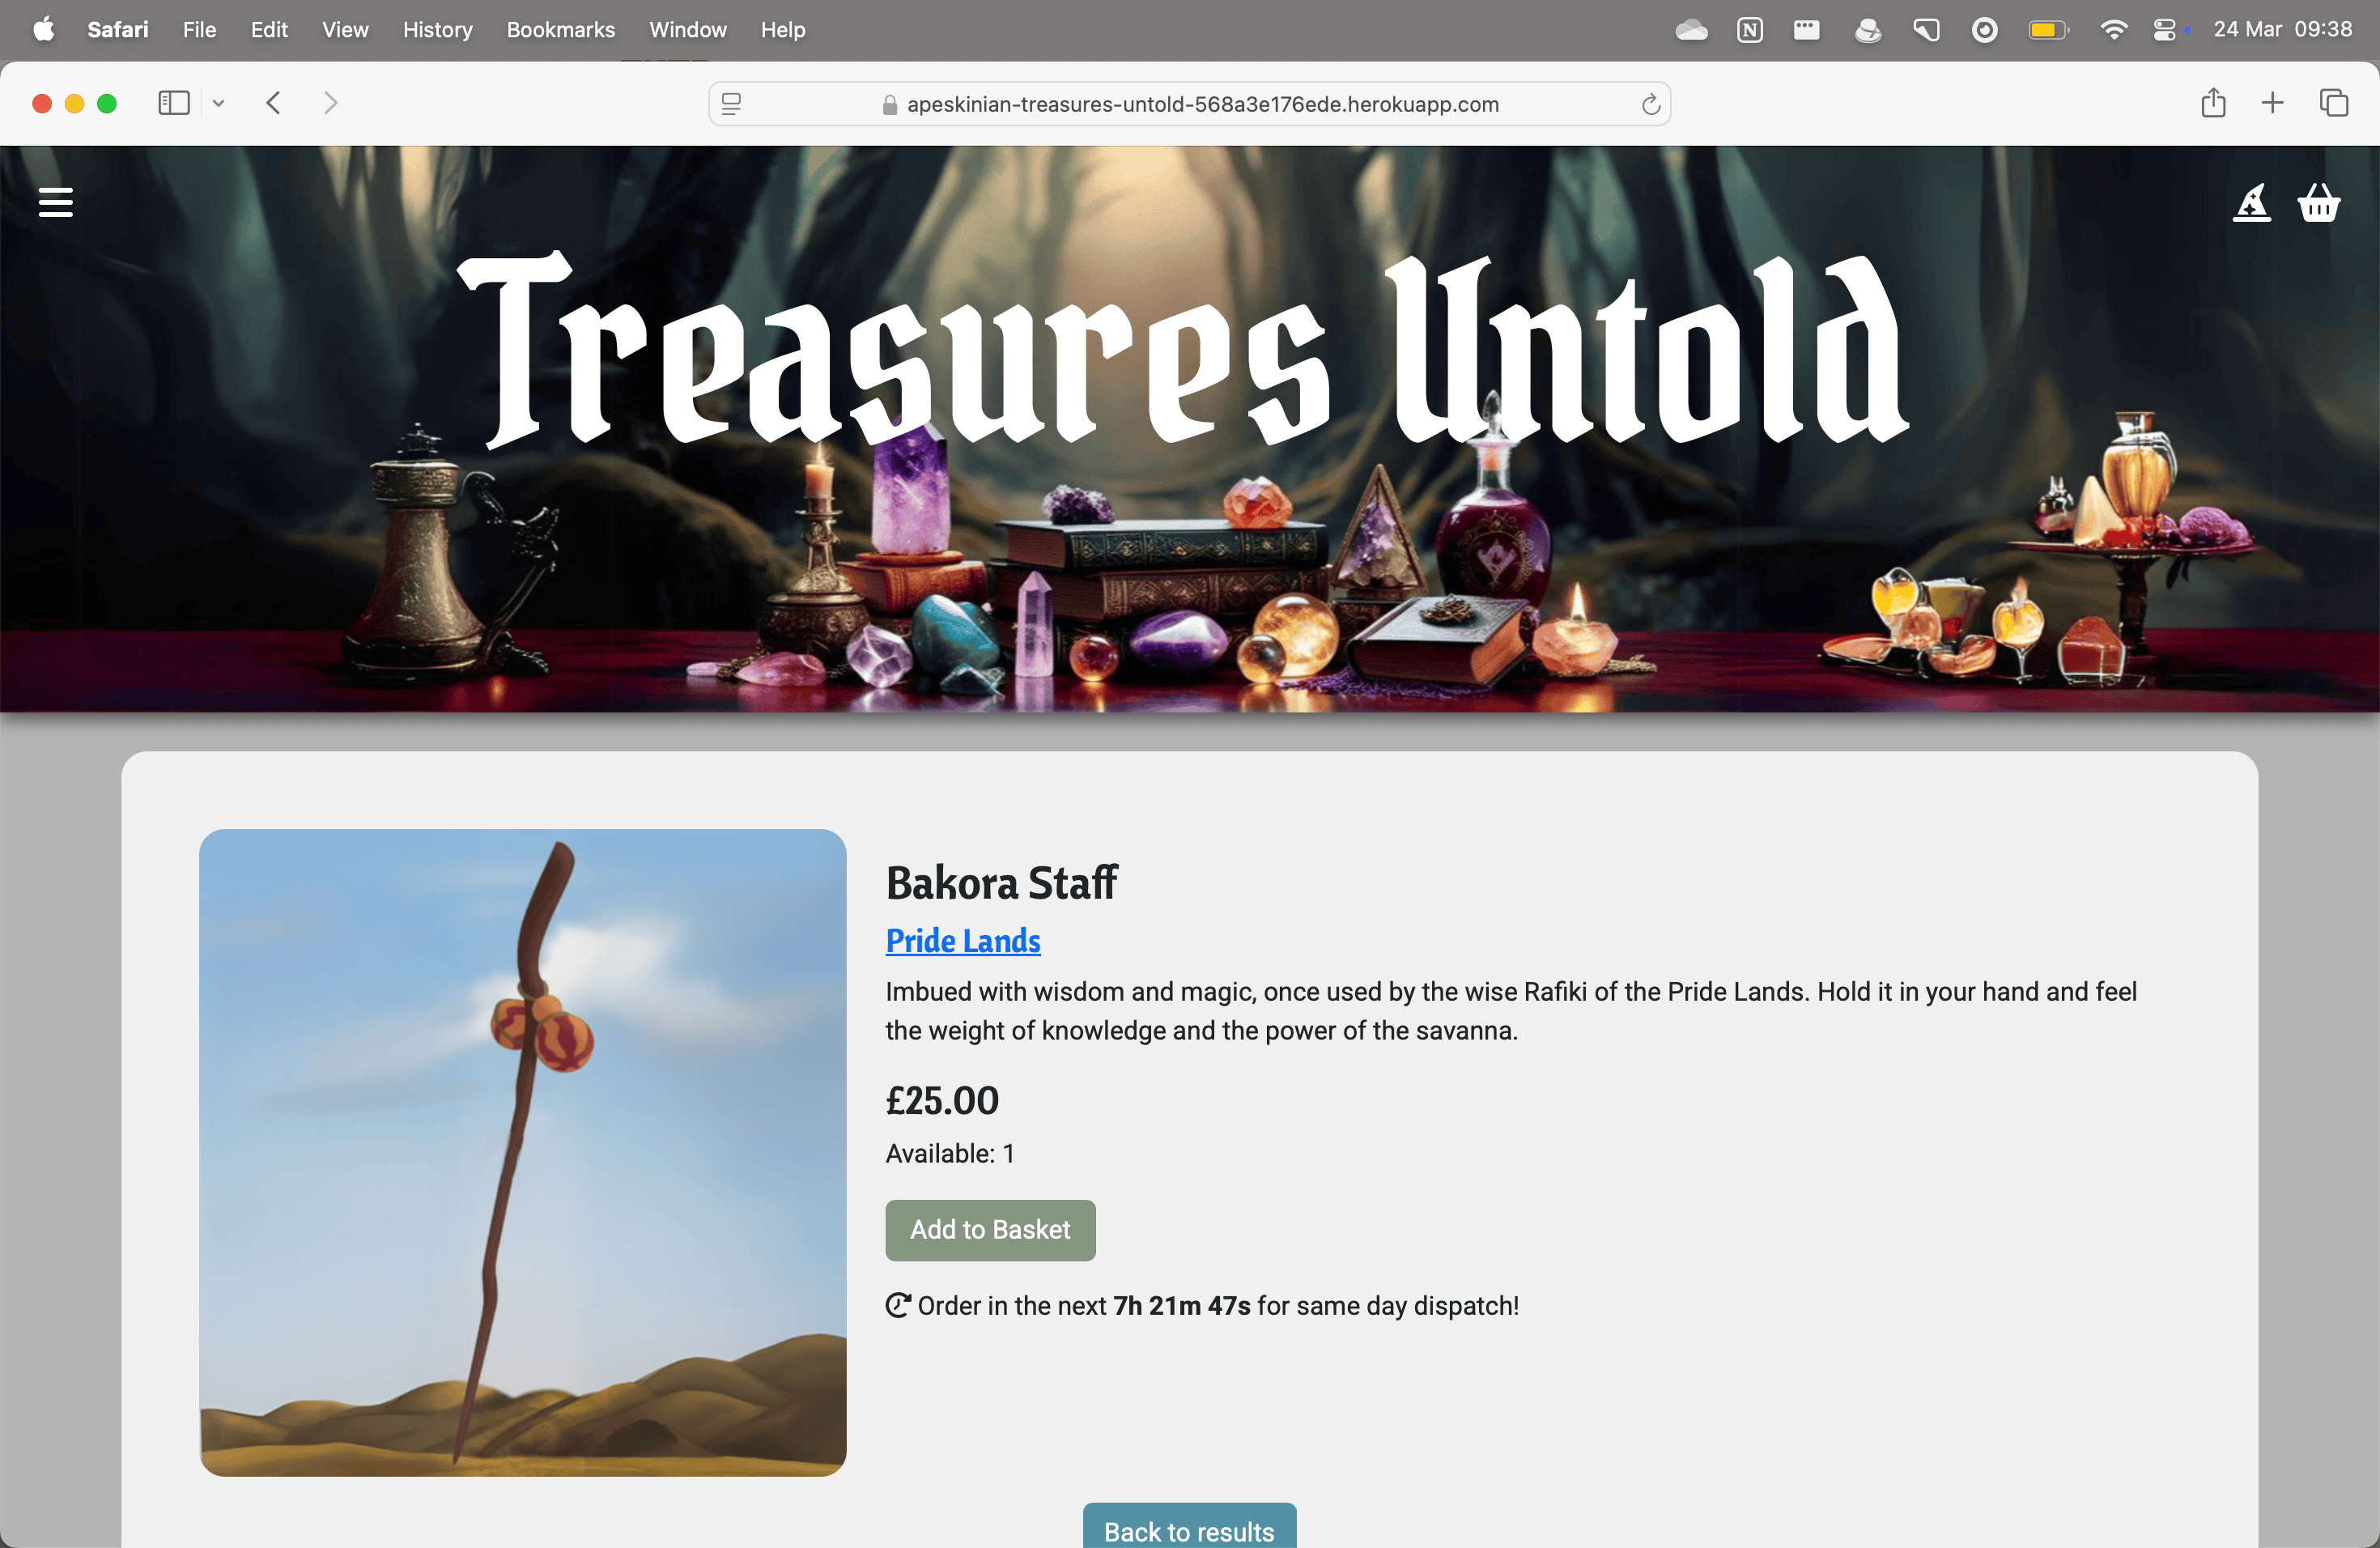 Safari File Edit View History Bookmarks Window Help 24 Mar 09:38
apeskinian-treasures-untold-568a3e176ede.herokuapp.com
Treasures Untold
Bakora Staff
Pride Lands
Imbued with wisdom and magic, once used by the wise Rafiki of the Pride Lands. Hold it in your hand and feel
the weight of knowledge and the power of the savanna.
£25.00
Available: 1
Add to Basket
Order in the next 7h 21m 47s for same day dispatch!
Back to results